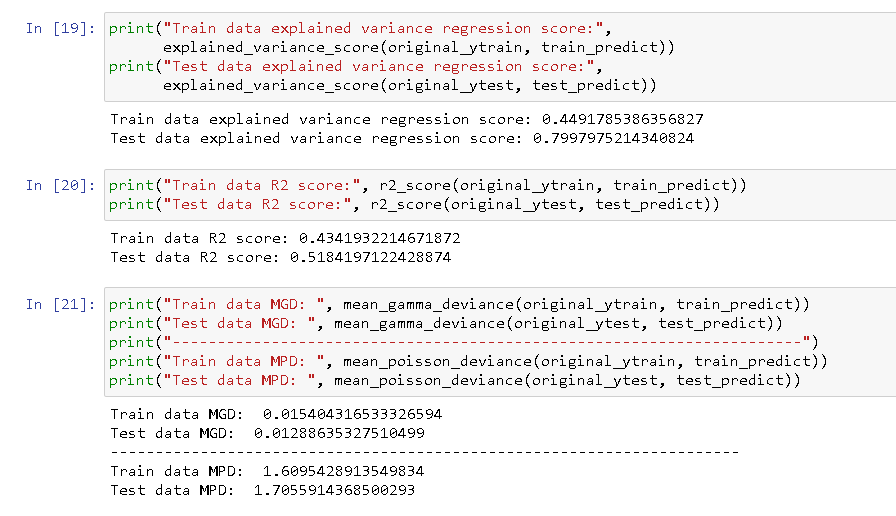 In [19]: print("Train data explained variance regression score:",
explained_variance_score(original_ytrain, train_predict))
print("Test data explained variance regression score:",
explained_variance_score(original_ytest, test_predict))
Train data explained variance regression score: 0.4491785386356827
Test data explained variance regression score: 0.7997975214340824
In [20]: print("Train data R2 score:", r2_score(original_ytrain, train_predict))
print("Test data R2 score:", r2_score(original_ytest, test_predict))
Train data R2 score: 0.4341932214671872
Test data R2 score: 0.5184197122428874
In [21]: print("Train data MGD: ", mean_gamma_deviance(original_ytrain, train_predict))
print("Test data MGD: ", mean_gamma_deviance(original_ytest, test_predict))
print("----------------------------------------------------------------------")
print("Train data MPD: ", mean_poisson_deviance(original_ytrain, train_predict))
print("Test data MPD: ", mean_poisson_deviance(original_ytest, test_predict))
Train data MGD:  0.015404316533326594
Test data MGD:  0.01288635327510499
----------------------------------------------------------------------
Train data MPD:  1.6095428913549834
Test data MPD:  1.7055914368500293